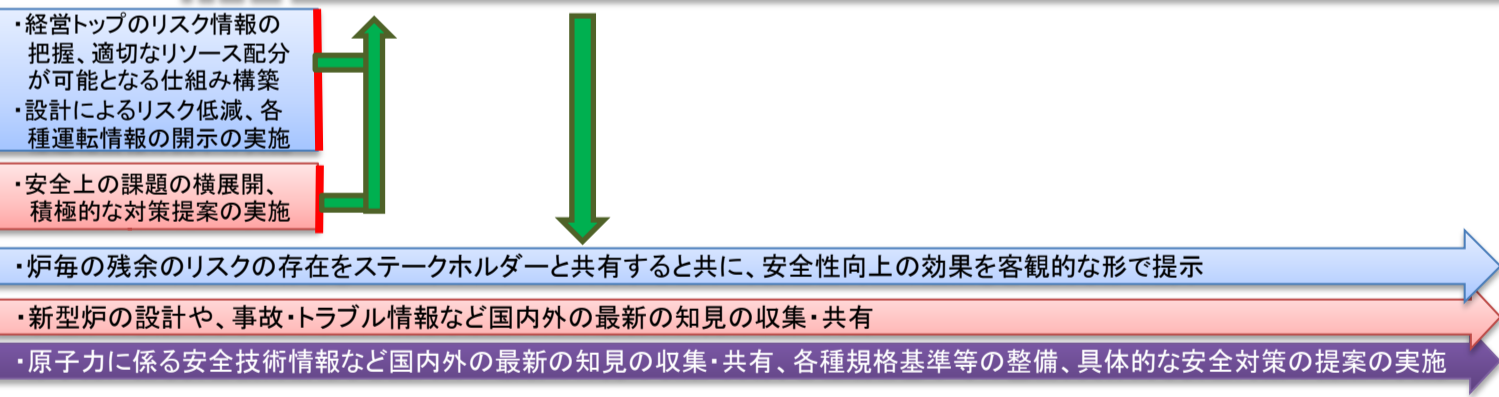 ・経営トップのリスク情報の
把握、適切なリソース配分
が可能となる仕組み構築
・設計によるリスク低減、各
種運転情報の開示の実施
・安全上の課題の横展開、
積極的な対策提案の実施
・炉毎の残余のリスクの存在をステークホルダーと共有すると共に、安全性向上の効果を客観的な形で提示
・新型炉の設計や、事故・トラブル情報など国内外の最新の知見の収集・共有
・原子力に係る安全技術情報など国内外の最新の知見の収集・共有、各種規格基準等の整備、具体的な安全対策の提案の実施